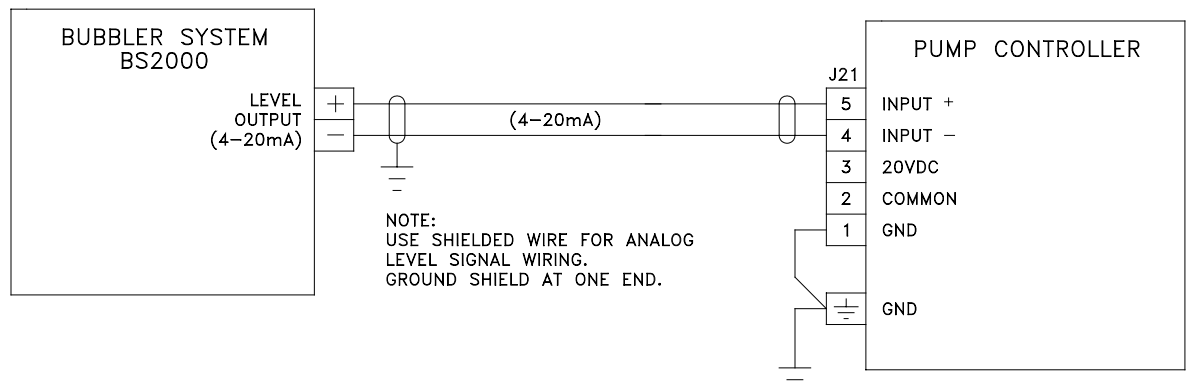 BUBBLER SYSTEM
BS2000
LEVEL
OUTPUT
(4-20mA)
+
-
(4-20mA)
NOTE:
USE SHIELDED WIRE FOR ANALOG
LEVEL SIGNAL WIRING.
GROUND SHIELD AT ONE END.
PUMP CONTROLLER
J21
5 INPUT +
4 INPUT -
3 20VDC
2 COMMON
1 GND
GND